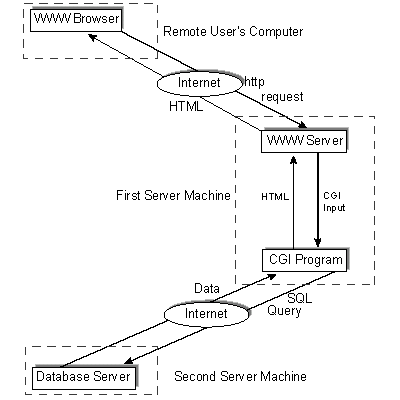 WWW Browser
Remote User's Computer
Internet
http
request
HTML
WWW Server
First Server Machine
HTML
CGI
Input
CGI Program
Data
SQL
Query
Internet
Database Server
Second Server Machine